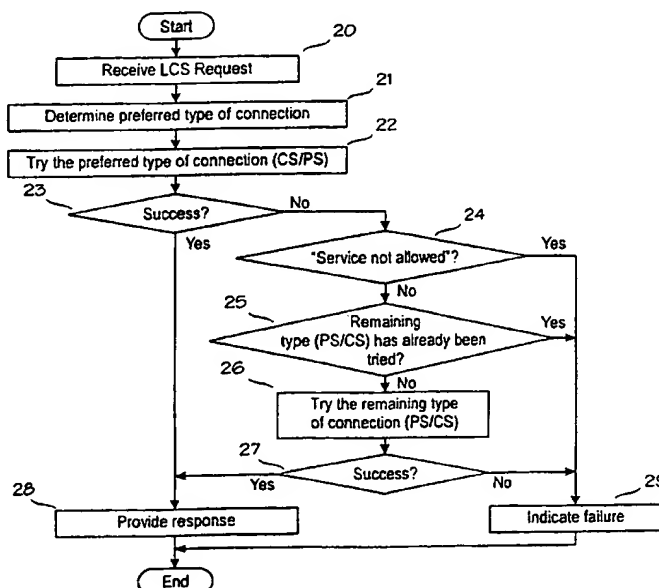 Start
20
Receive LCS Request
21
Determine preferred type of connection
22
Try the preferred type of connection (CS/PS)
23
Success?
No
Yes
24
"Service not allowed"?
Yes
No
25
Remaining
type (PS/CS) has already been
tried?
Yes
No
26
Try the remaining type
of connection (PS/CS)
27
Success?
Yes
No
28
Provide response
29
Indicate failure
End